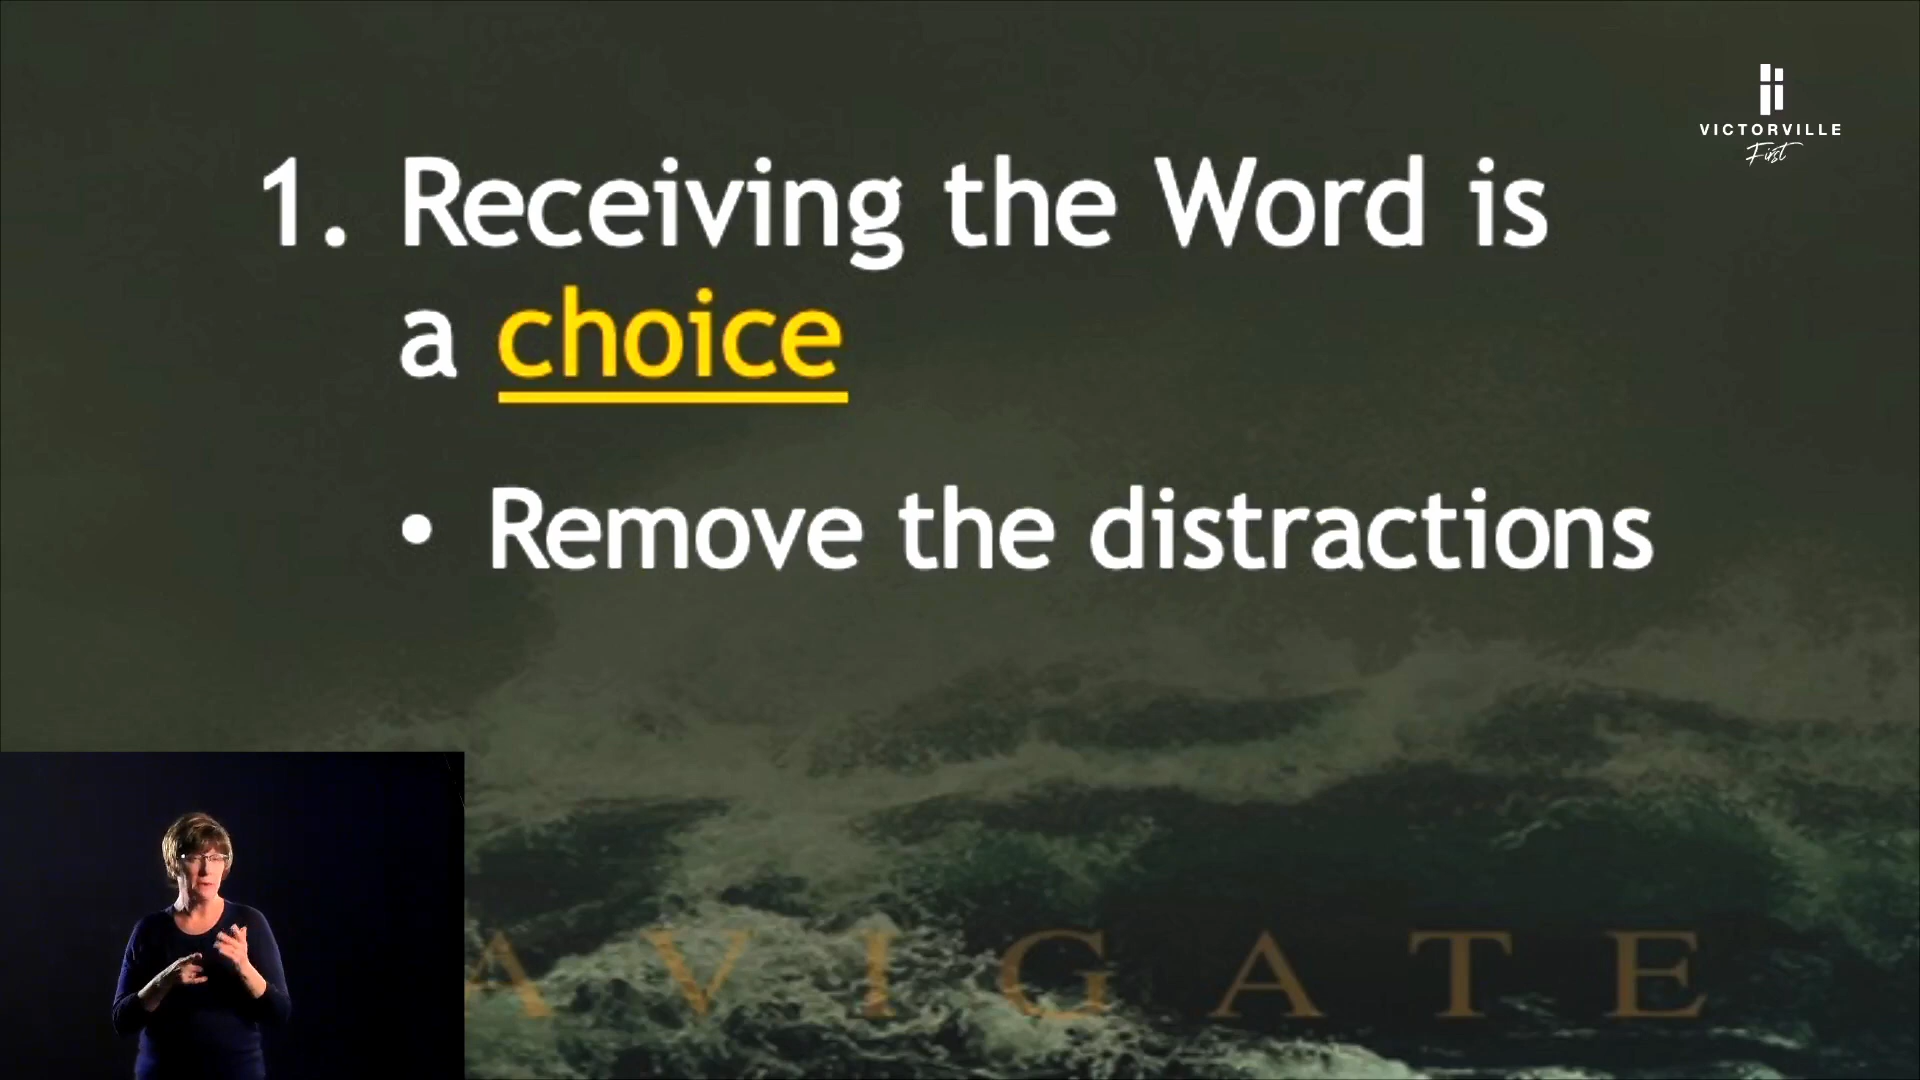 VICTORVILLE
First
1. Receiving the Word is
a choice
• Remove the distractions
AVIGATE